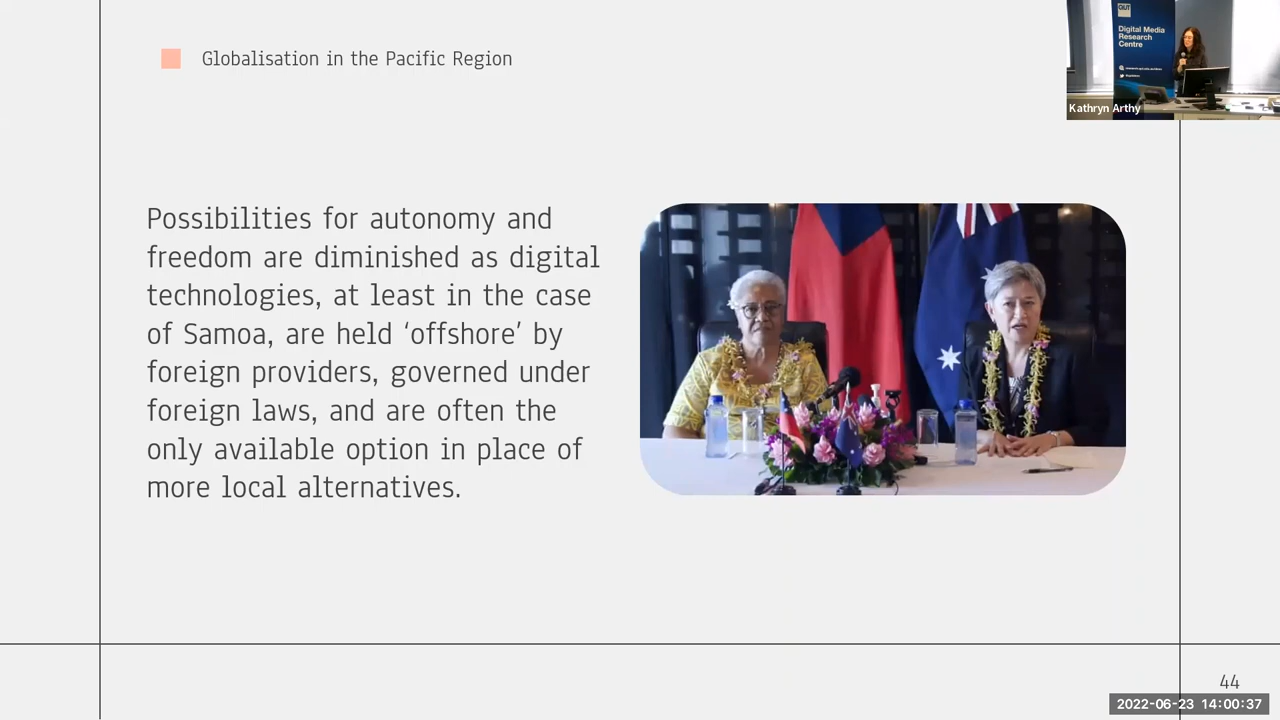 Globalisation in the Pacific Region
QUT
Digital Media
Research
Centre
Kathryn Arthy
Possibilities for autonomy and
freedom are diminished as digital
technologies, at least in the case
of Samoa, are held ‘offshore’ by
foreign providers, governed under
foreign laws, and are often the
only available option in place of
more local alternatives.
44
2022-06-23 14:00:37